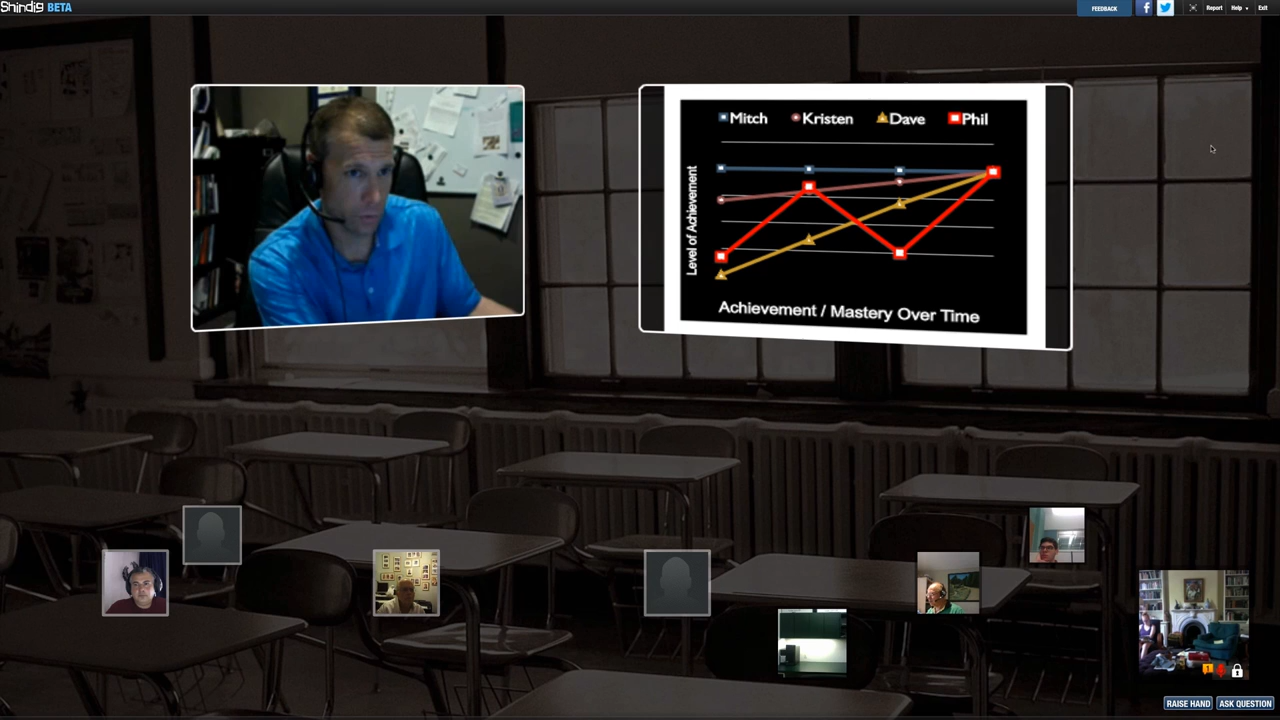 Shindig BETA
FEEDBACK
Report
Help
Exit
Mitch Kristen Dave Phil
Level of Achievement
Achievement / Mastery Over Time
1
RAISE HAND
ASK QUESTION